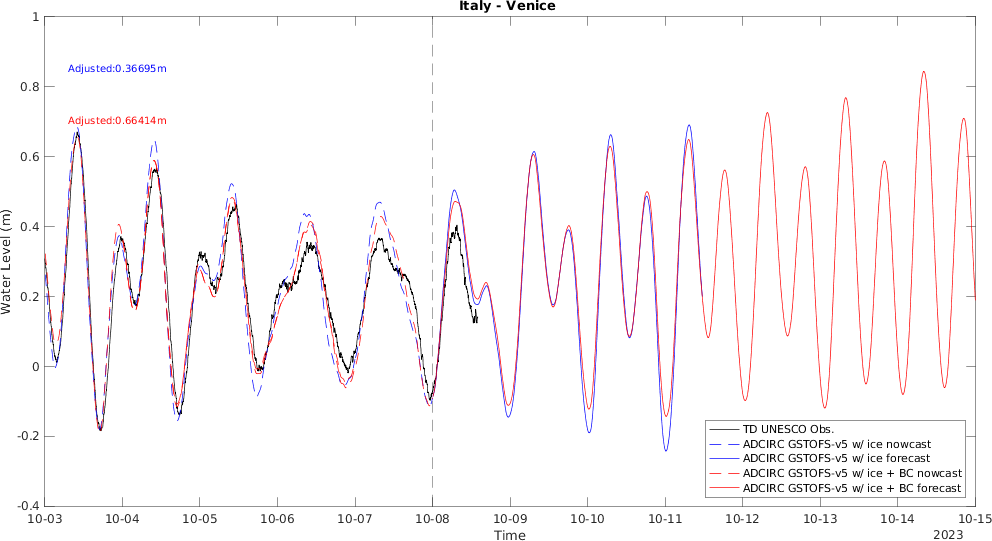 Italy - Venice
Water Level (m)
1
0.8
0.6
0.4
0.2
0
-0.2
-0.4
Adjusted:0.36695m
Adjusted:0.66414m
TD UNESCO Obs.
ADCIRC GSTOFS-v5 w/ ice nowcast
ADCIRC GSTOFS-v5 w/ ice forecast
ADCIRC GSTOFS-v5 w/ ice + BC nowcast
ADCIRC GSTOFS-v5 w/ ice + BC forecast
10-03 10-04 10-05 10-06 10-07 10-08 10-09 10-10 10-11 10-12 10-13 10-14 10-15
Time
2023